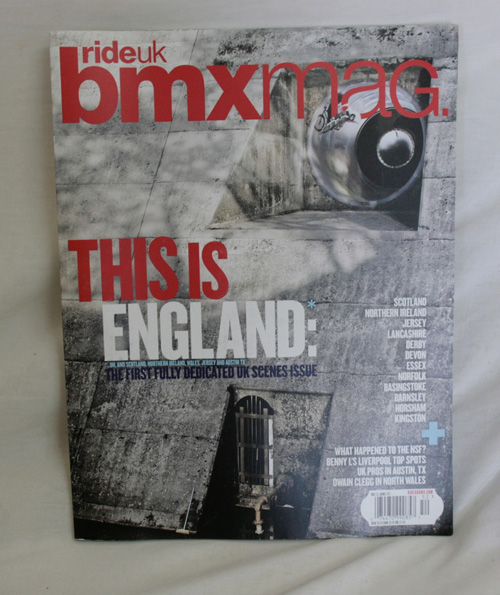 rideuk
bmxmag.
THIS IS
ENGLAND:*
THE FIRST FULLY DEDICATED UK SCENES ISSUE
SCOTLAND
NORTHERN IRELAND
JERSEY
LANCASHIRE
DERBY
DEVON
ESSEX
NORFOLK
BASINGSTOKE
BARNSLEY
HORSHAM
KINGSTON
+
WHAT HAPPENED TO THE NSF?
BENNY L'S LIVERPOOL TOP SPOTS
UK PROS IN AUSTIN, TX
OWAIN CLEGG IN NORTH WALES